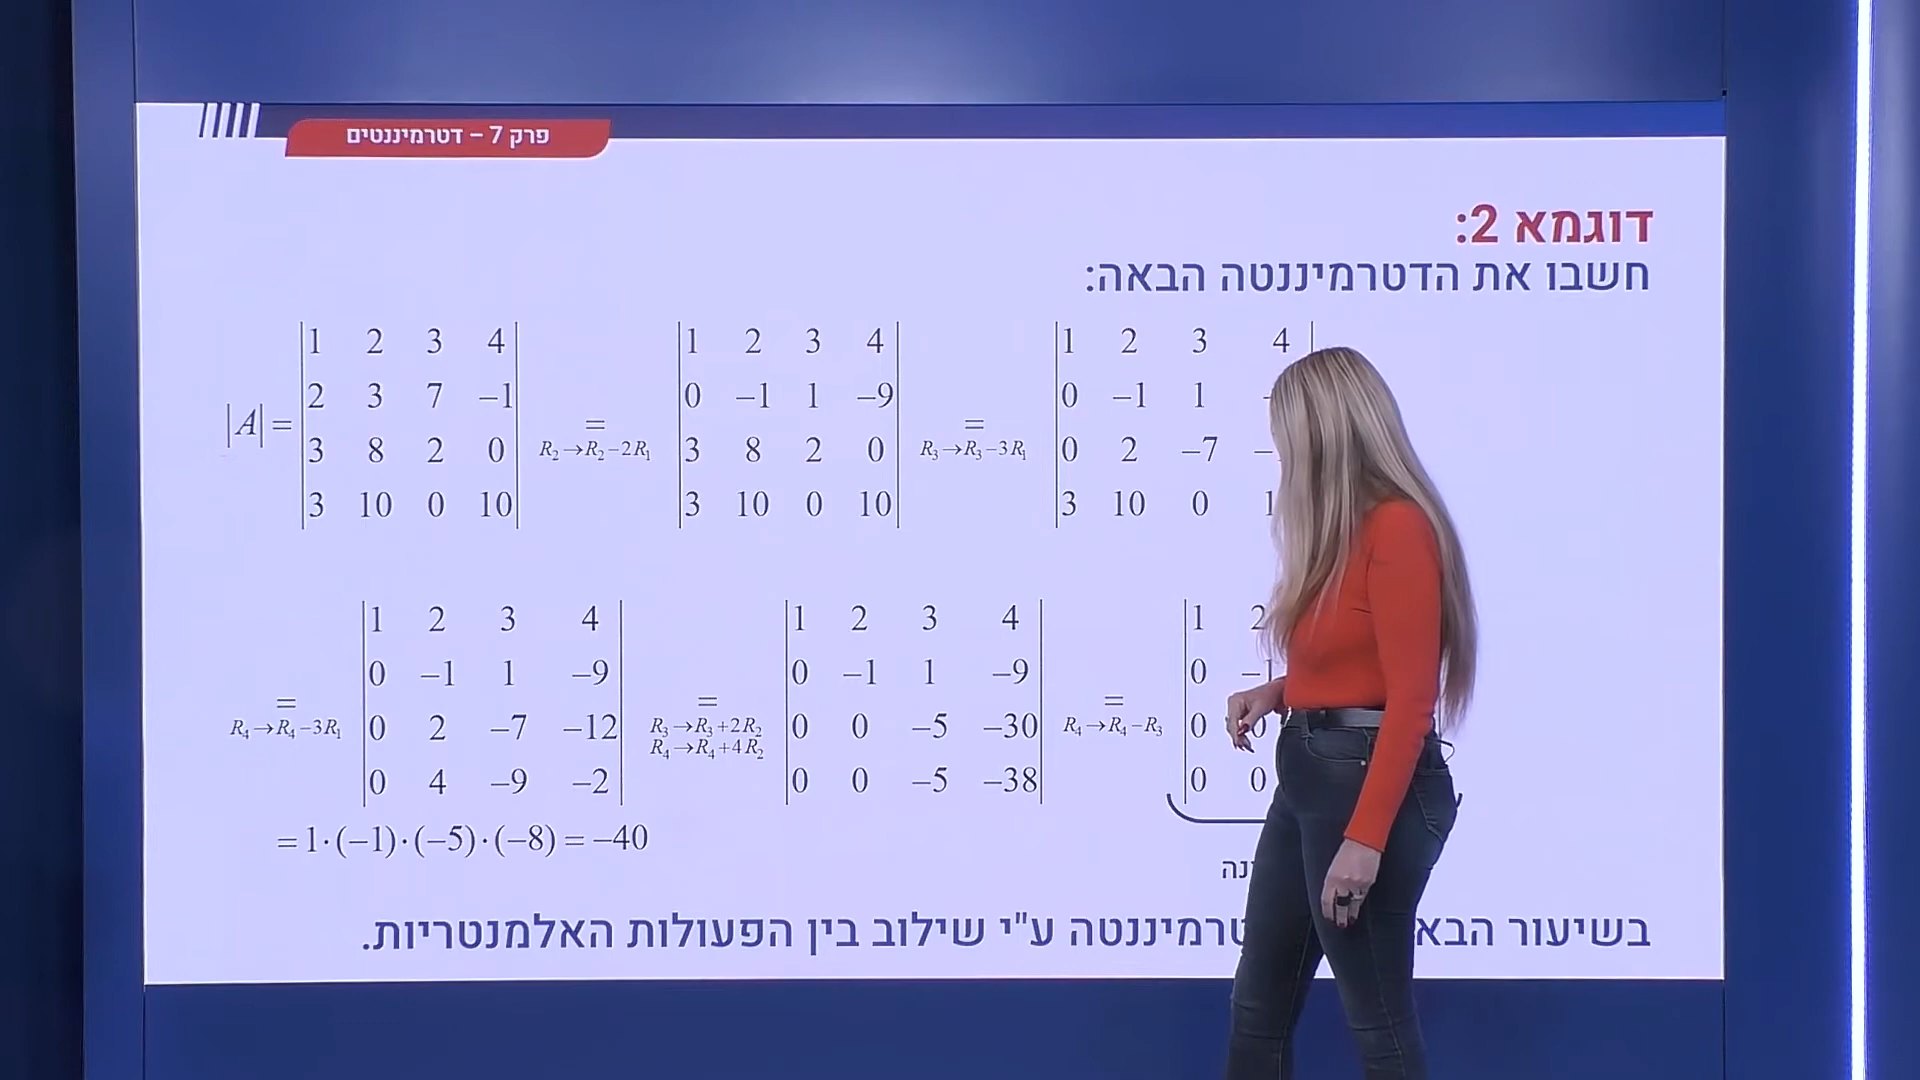 פרק 7 – דטרמיננטים
דוגמא 2:
חשבו את הדטרמיננטה הבאה:
|A| = |1 2 3 4; 2 3 7 –1; 3 8 2 0; 3 10 0 10| = R₂→R₂–2R₁ |1 2 3 4; 0 –1 1 –9; 3 8 2 0; 3 10 0 10| = R₃→R₃–3R₁ |1 2 3 4; 0 –1 1; 0 2 –7; 3 10 0
= R₄→R₄–3R₁ |1 2 3 4; 0 –1 1 –9; 0 2 –7 –12; 0 4 –9 –2| = R₃→R₃+2R₂ R₄→R₄+4R₂ |1 2 3 4; 0 –1 1 –9; 0 0 –5 –30; 0 0 –5 –38| = R₄→R₄–R₃ |1 2; 0 –1; 0 0; 0 0
= 1·(–1)·(–5)·(–8) = –40
בשיעור הבא ע"י שילוב בין הפעולות האלמנטריות.